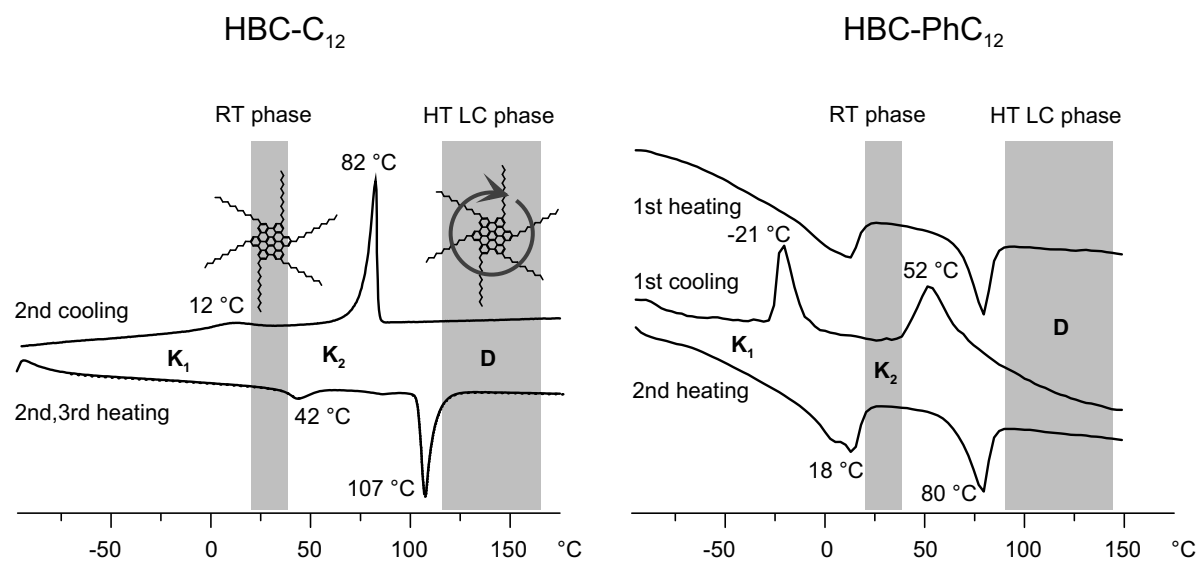 HBC-C12
RT phase
HT LC phase
82 °C
12 °C
2nd cooling
K1
K2
D
2nd,3rd heating
42 °C
107 °C
-50
0
50
100
150
°C
HBC-PhC12
RT phase
HT LC phase
1st heating
-21 °C
1st cooling
52 °C
K1
D
K2
2nd heating
18 °C
80 °C
-50
0
50
100
150
°C